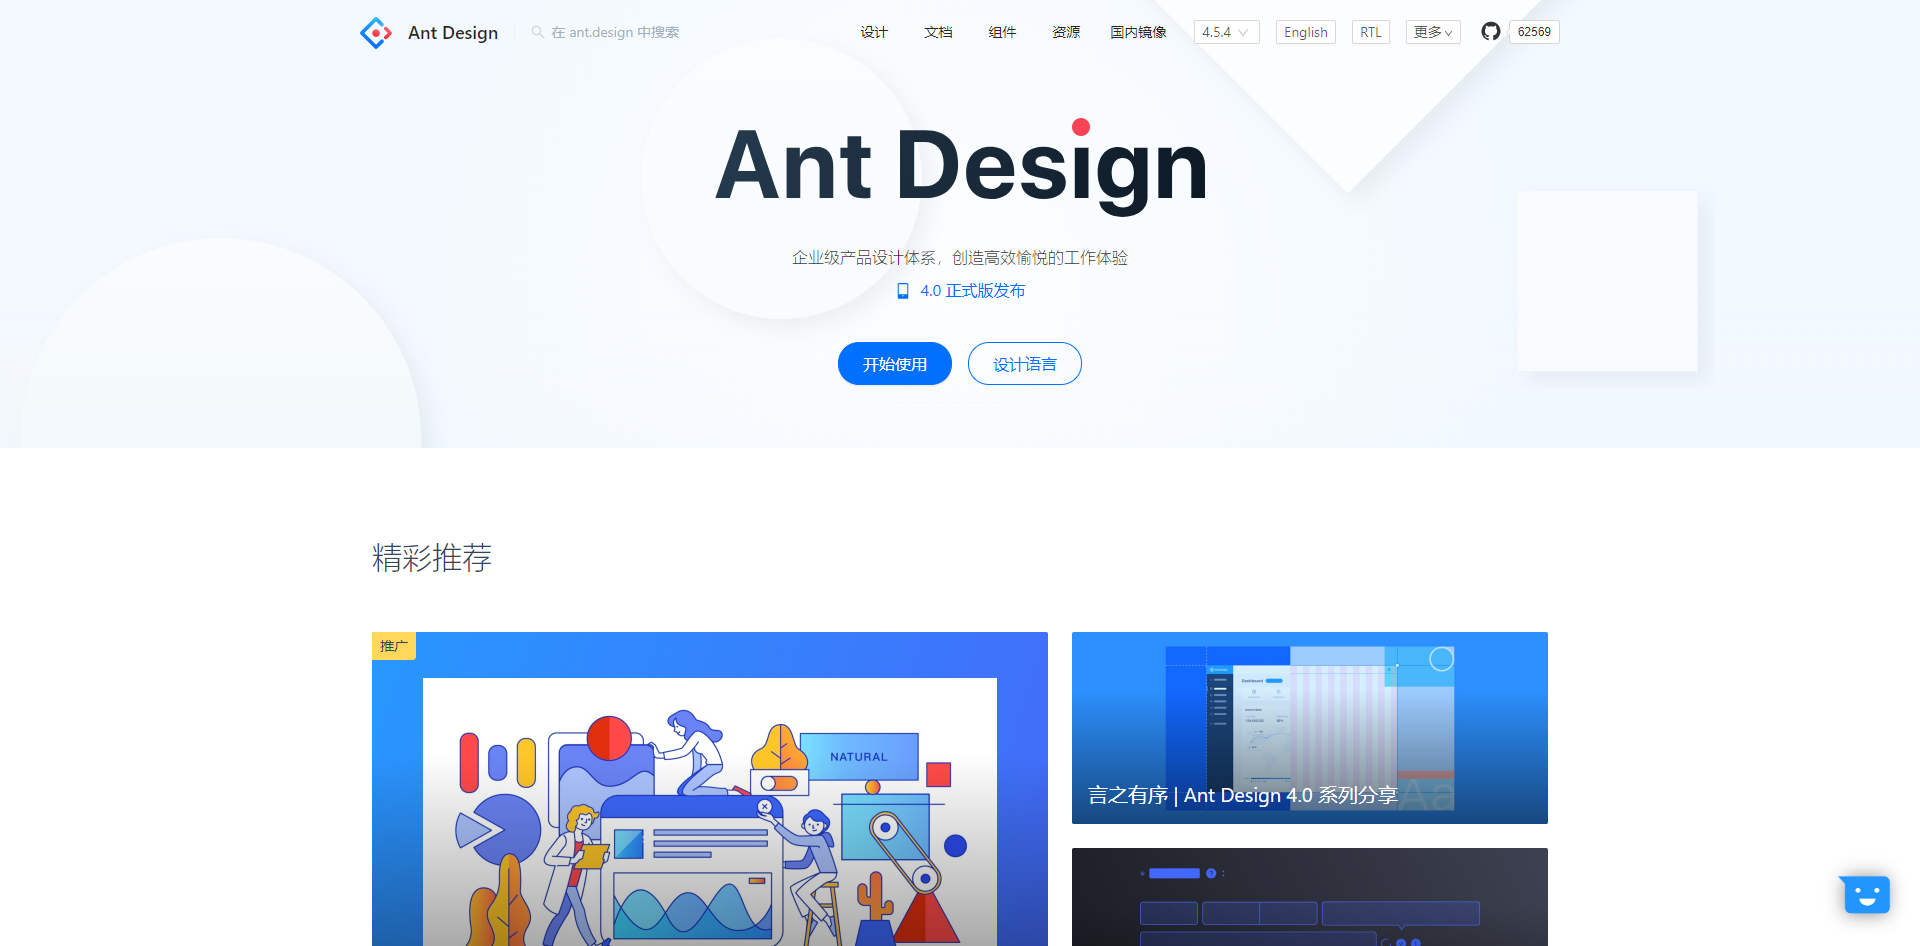 Ant Design
在 ant.design 中搜索
设计
文档
组件
资源
国内镜像
4.5.4
English
RTL
更多
62569
Ant Design
企业级产品设计体系，创造高效愉悦的工作体验
4.0 正式版发布
开始使用
设计语言
精彩推荐
推广
NATURAL
Dashboard
Aa
言之有序 | Ant Design 4.0 系列分享